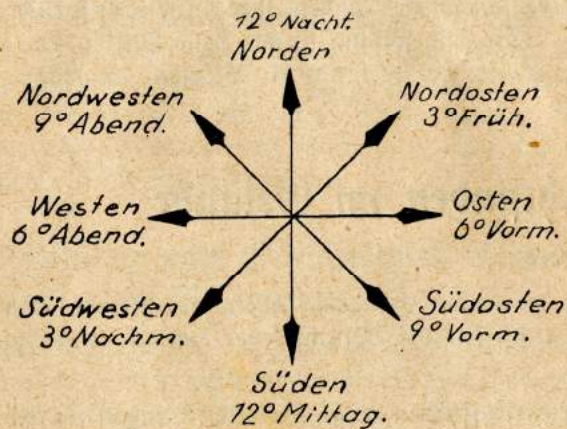 12° Nacht.
Norden
Nordwesten
9° Abend.
Nordosten
3° Früh.
Westen
6° Abend.
Osten
6° Vorm.
Südwesten
3° Nachm.
Südosten
9° Vorm.
Süden
12° Mittag.